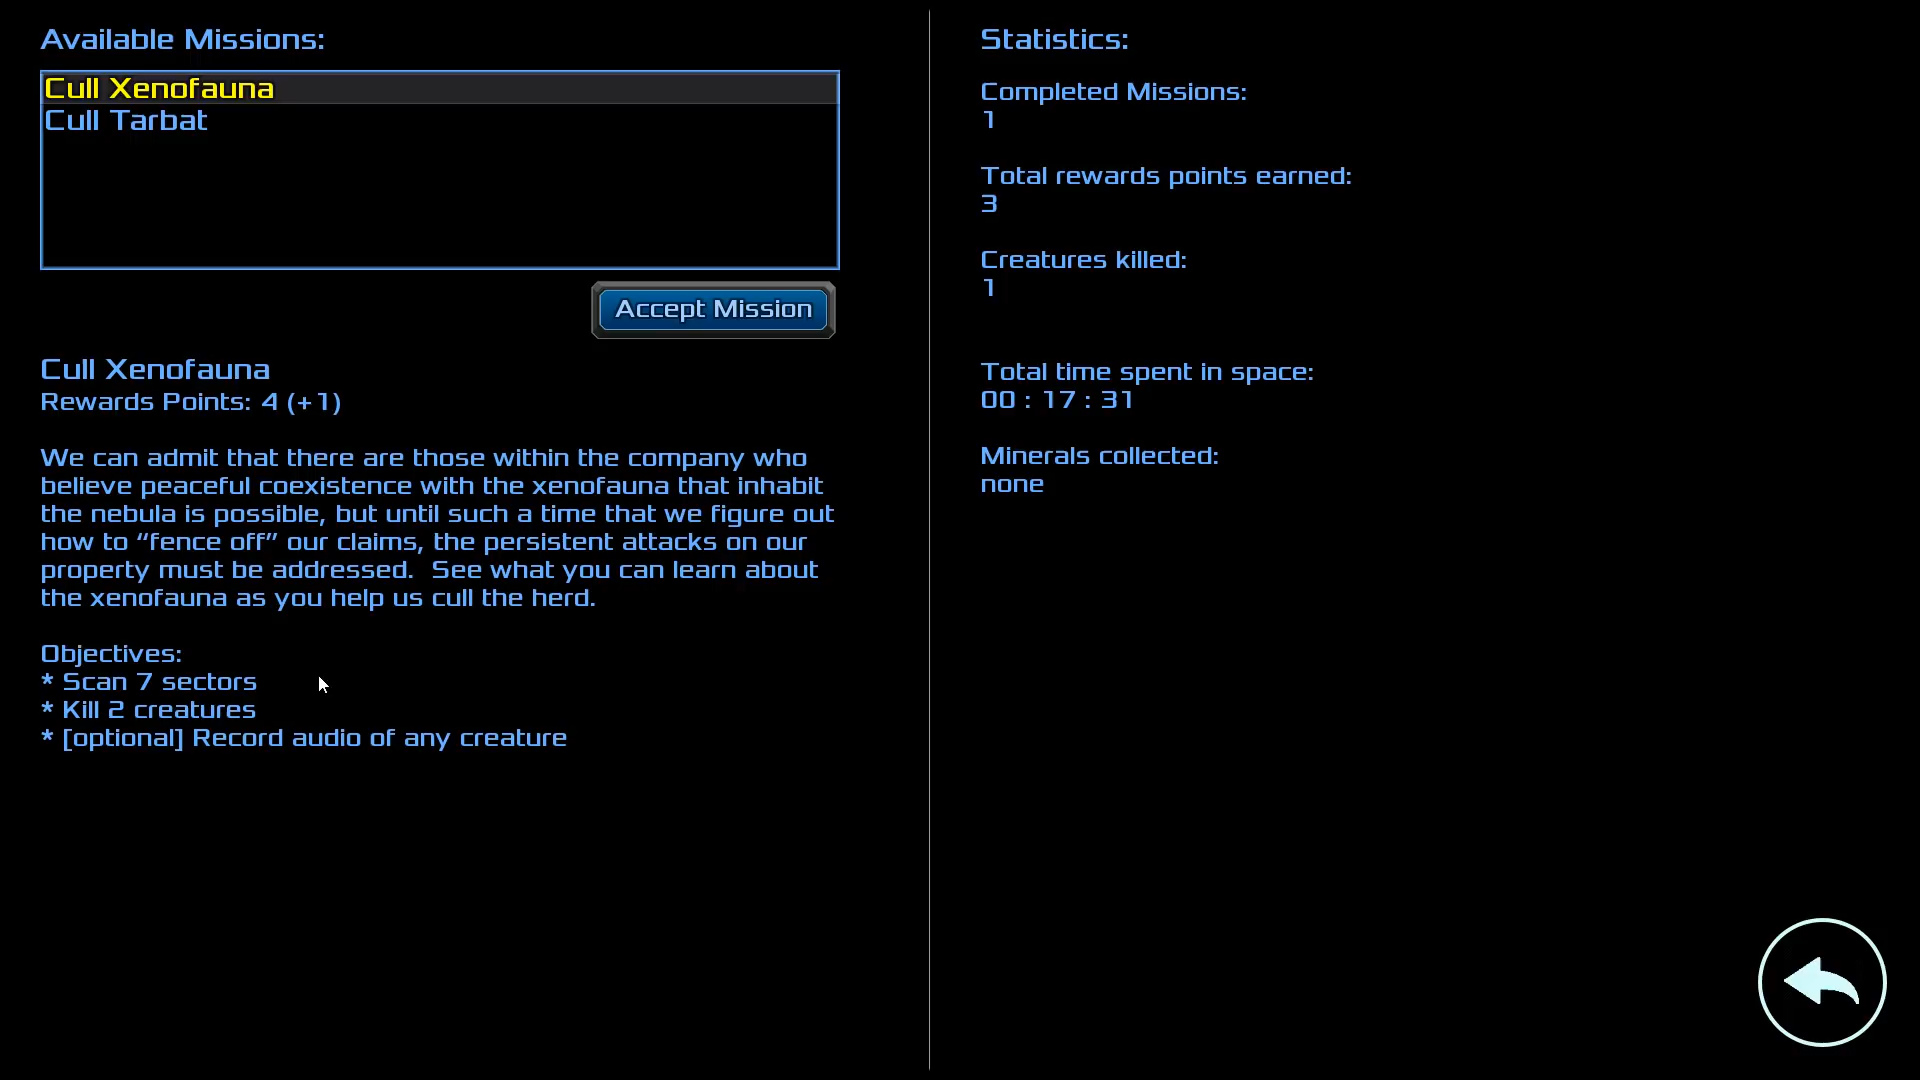 Available Missions:
Cull Xenofauna
Cull Tarbat
Accept Mission
Cull Xenofauna
Rewards Points: 4 (+1)
We can admit that there are those within the company who
believe peaceful coexistence with the xenofauna that inhabit
the nebula is possible, but until such a time that we figure out
how to “fence off” our claims, the persistent attacks on our
property must be addressed.  See what you can learn about
the xenofauna as you help us cull the herd.
Objectives:
* Scan 7 sectors
* Kill 2 creatures
* [optional] Record audio of any creature
Statistics:
Completed Missions:
1
Total rewards points earned:
3
Creatures killed:
1
Total time spent in space:
00 : 17 : 31
Minerals collected:
none